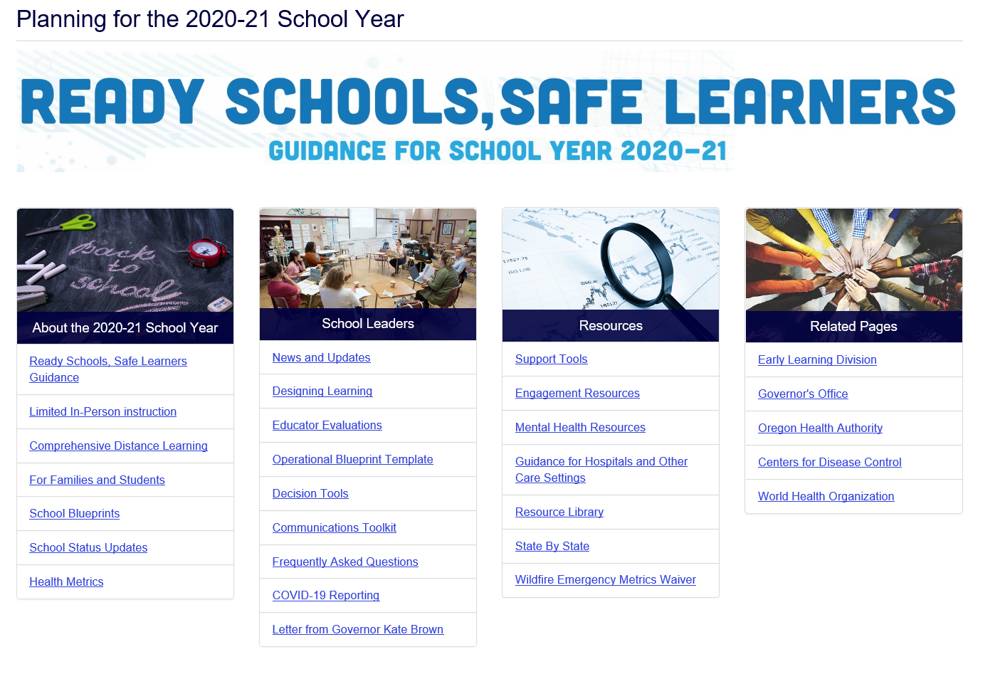 Planning for the 2020-21 School Year
READY SCHOOLS, SAFE LEARNERS
GUIDANCE FOR SCHOOL YEAR 2020-21
back
to
school
About the 2020-21 School Year
Ready Schools, Safe Learners
Guidance
Limited In-Person instruction
Comprehensive Distance Learning
For Families and Students
School Blueprints
School Status Updates
Health Metrics
School Leaders
News and Updates
Designing Learning
Educator Evaluations
Operational Blueprint Template
Decision Tools
Communications Toolkit
Frequently Asked Questions
COVID-19 Reporting
Letter from Governor Kate Brown
Resources
Support Tools
Engagement Resources
Mental Health Resources
Guidance for Hospitals and Other
Care Settings
Resource Library
State By State
Wildfire Emergency Metrics Waiver
Related Pages
Early Learning Division
Governor's Office
Oregon Health Authority
Centers for Disease Control
World Health Organization